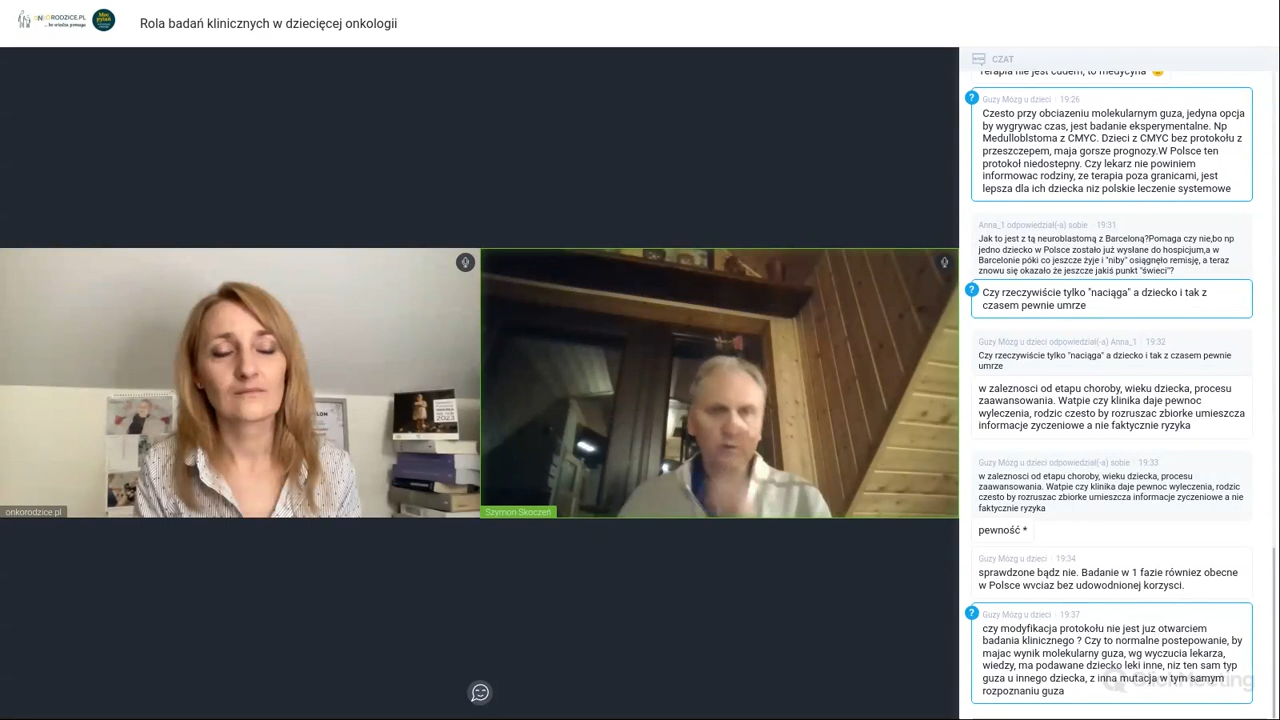 ONKORODZICE.PL
Rola badań klinicznych w dziecięcej onkologii
CZAT
Terapia nie jest cudem, to medycyna
Guzy Mózg u dzieci 19:26
Czesto przy obciazeniu molekularnym guza, jedyna opcja
by wygrywac czas, jest badanie eksperymentalne. Np
Medulloblstoma z CMYC. Dzieci z CMYC bez protokołu z
przeszczepem, maja gorsze prognozy.W Polsce ten
protokoł niedostepny. Czy lekarz nie powiniem
informowac rodziny, ze terapia poza granicami, jest
lepsza dla ich dziecka niz polskie leczenie systemowe
Anna_1 odpowiedział(-a) sobie 19:31
Jak to jest z tą neuroblastomą z Barceloną?Pomaga czy nie,bo np
jedno dziecko w Polsce zostało już wysłane do hospicjum,a w
Barcelonie póki co jeszcze żyje i "niby" osiągnęło remisję, a teraz
znowu się okazało że jeszcze jakiś punkt "świeci"?
Czy rzeczywiście tylko "naciąga" a dziecko i tak z
czasem pewnie umrze
Guzy Mózg u dzieci odpowiedział(-a) Anna_1 19:32
Czy rzeczywiście tylko "naciąga" a dziecko i tak z czasem pewnie
umrze
w zaleznosci od etapu choroby, wieku dziecka, procesu
zaawansowania. Watpie czy klinika daje pewnoc
wyleczenia, rodzic czesto by rozruszac zbiorke umieszcza
informacje zyczeniowe a nie faktycznie ryzyka
Guzy Mózg u dzieci odpowiedział(-a) sobie 19:33
w zaleznosci od etapu choroby, wieku dziecka, procesu
zaawansowania. Watpie czy klinika daje pewnoc wyleczenia, rodzic
czesto by rozruszac zbiorke umieszcza informacje zyczeniowe a nie
faktycznie ryzyka
pewność *
Guzy Mózg u dzieci 19:34
sprawdzone bądz nie. Badanie w 1 fazie równiez obecne
w Polsce wciaz bez udowodnionej korzysci.
Guzy Mózg u dzieci 19:37
czy modyfikacja protokołu nie jest juz otwarciem
badania klinicznego ? Czy to normalne postepowanie, by
majac wynik molekularny guza, wg wyczucia lekarza,
wiedzy, ma podawane dziecko leki inne, niż ten sam typ
guza u innego dziecka, z inna mutacja w tym samym
rozpoznaniu guza
onkorodzice.pl
Szymon Skoczeń
2023
ClickMeeting